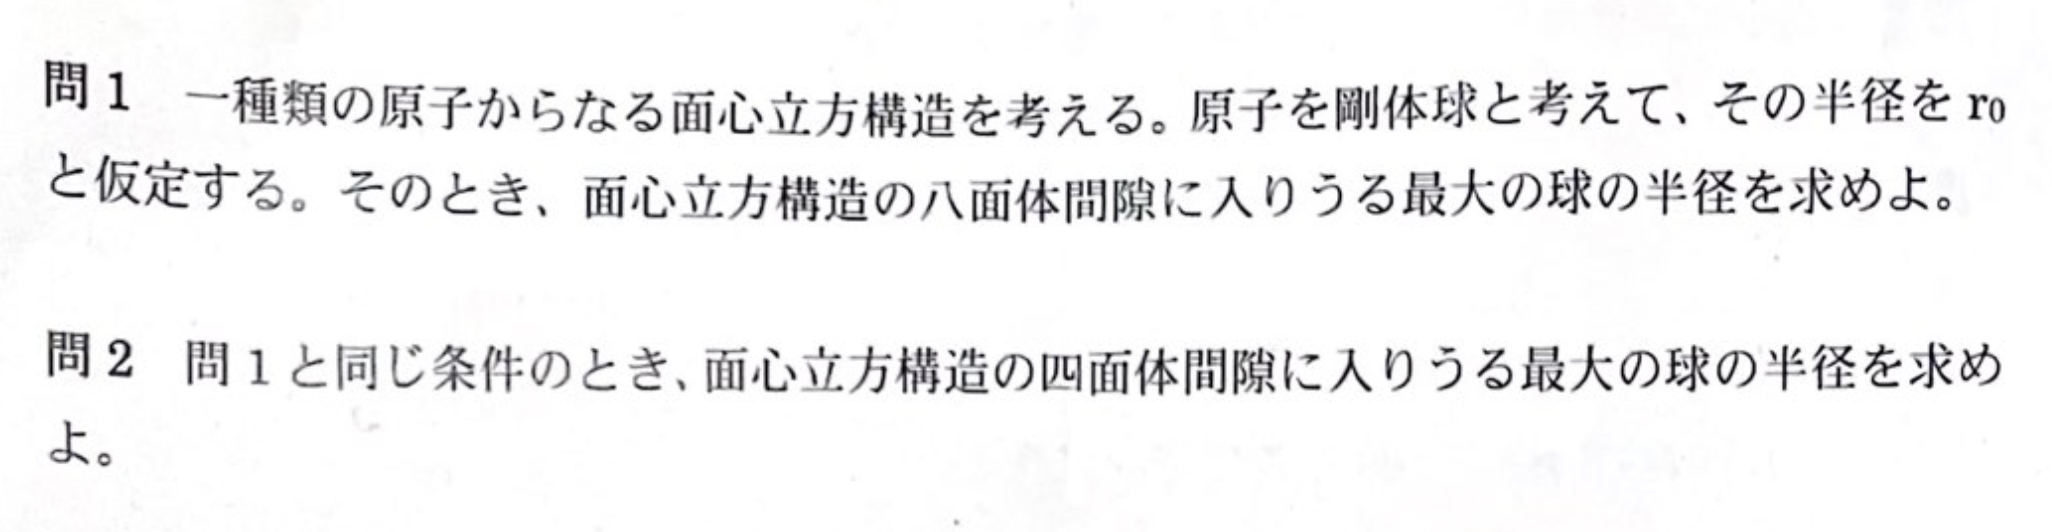 問1 一種類の原子からなる面心立方構造を考える。原子を剛体球と考えて、その半径をr₀
と仮定する。そのとき、面心立方構造の八面体間隙に入りうる最大の球の半径を求めよ。
問2 問1と同じ条件のとき、面心立方構造の四面体間隙に入りうる最大の球の半径を求め
よ。